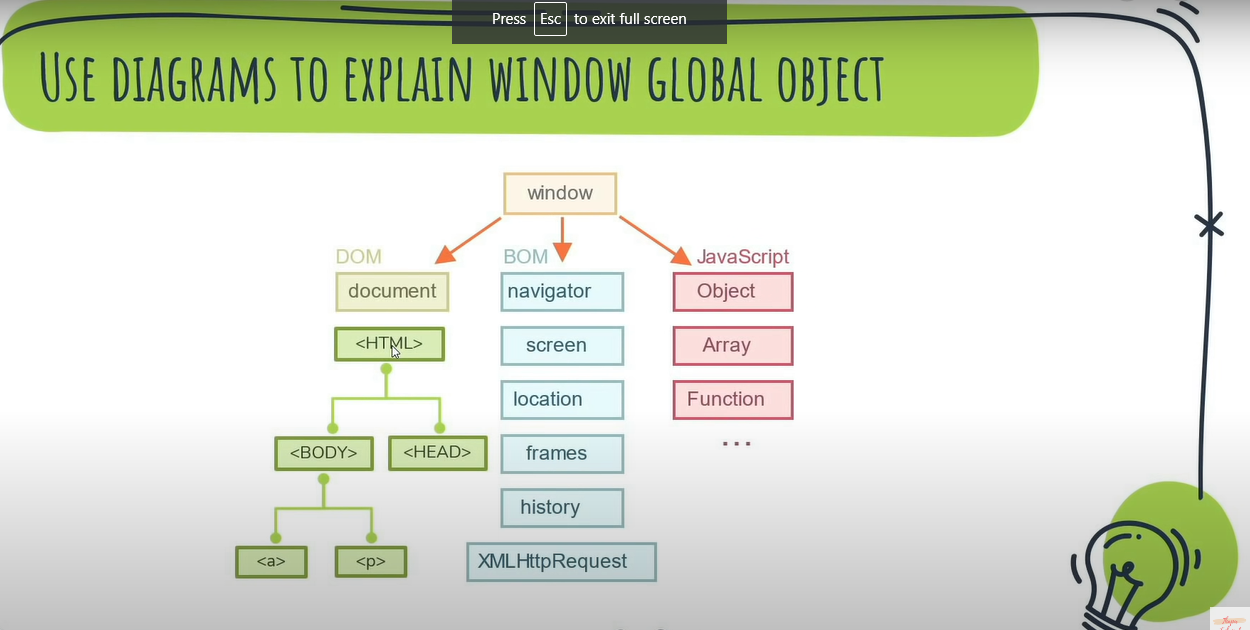 Press Esc to exit full screen
Use diagrams to explain window global object
window
DOM
BOM
JavaScript
document
navigator
Object
<HTML>
screen
Array
location
Function
...
<BODY>
<HEAD>
frames
history
<a>
<p>
XMLHttpRequest